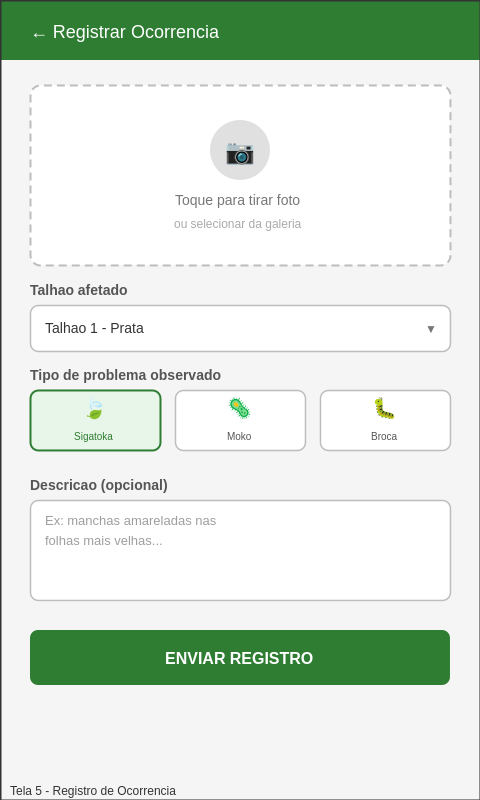 ← Registrar Ocorrencia
Toque para tirar foto
ou selecionar da galeria
Talhao afetado
Talhao 1 - Prata ▼
Tipo de problema observado
Sigatoka
Moko
Broca
Descricao (opcional)
Ex: manchas amareladas nas
folhas mais velhas...
ENVIAR REGISTRO
Tela 5 - Registro de Ocorrencia